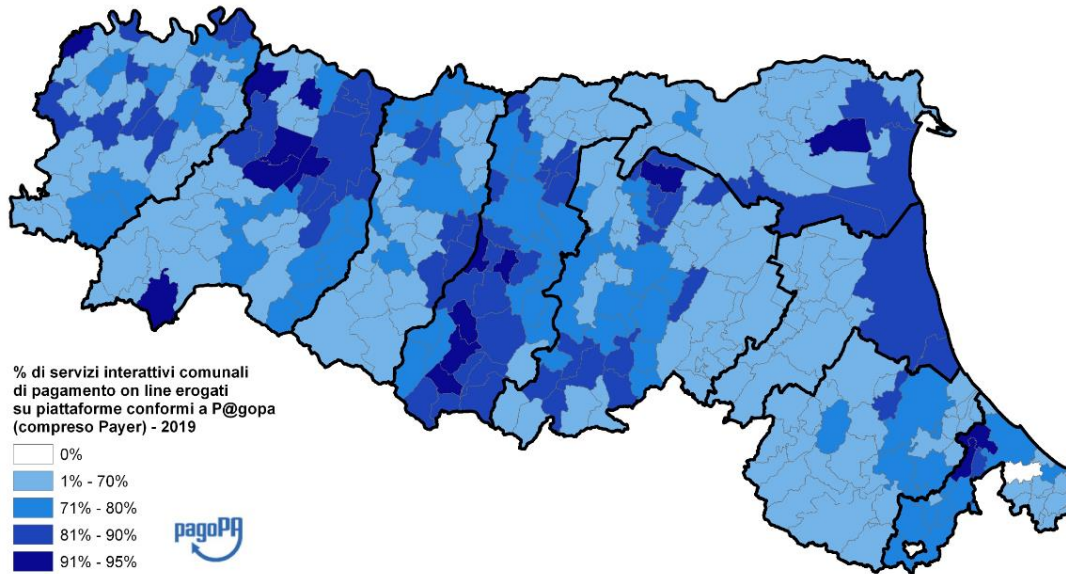 % di servizi interattivi comunali
di pagamento on line erogati
su piattaforme conformi a P@gopa
(compreso Payer) - 2019
0%
1% - 70%
71% - 80%
81% - 90%
91% - 95%
pagoPA